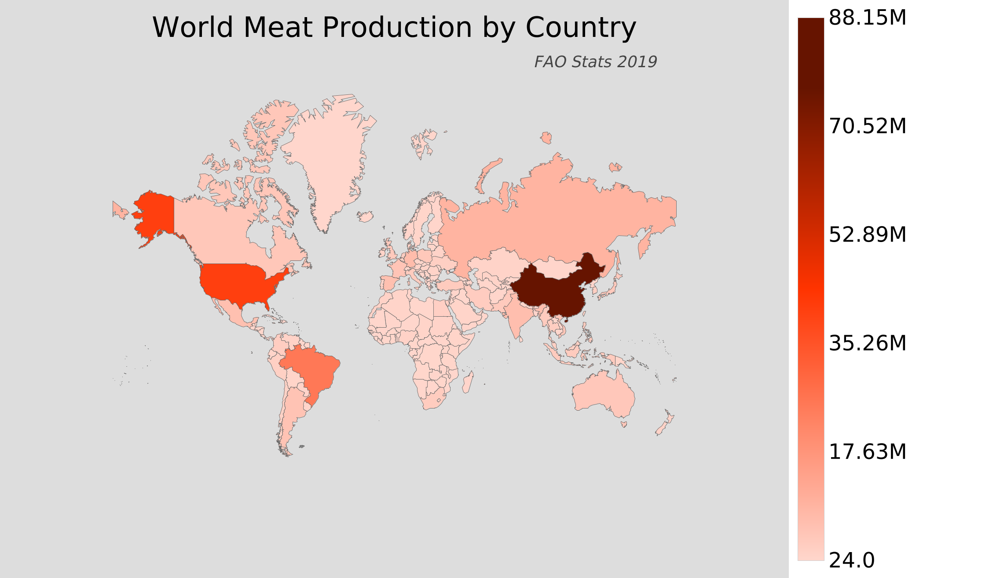 World Meat Production by Country
FAO Stats 2019
88.15M
70.52M
52.89M
35.26M
17.63M
24.0